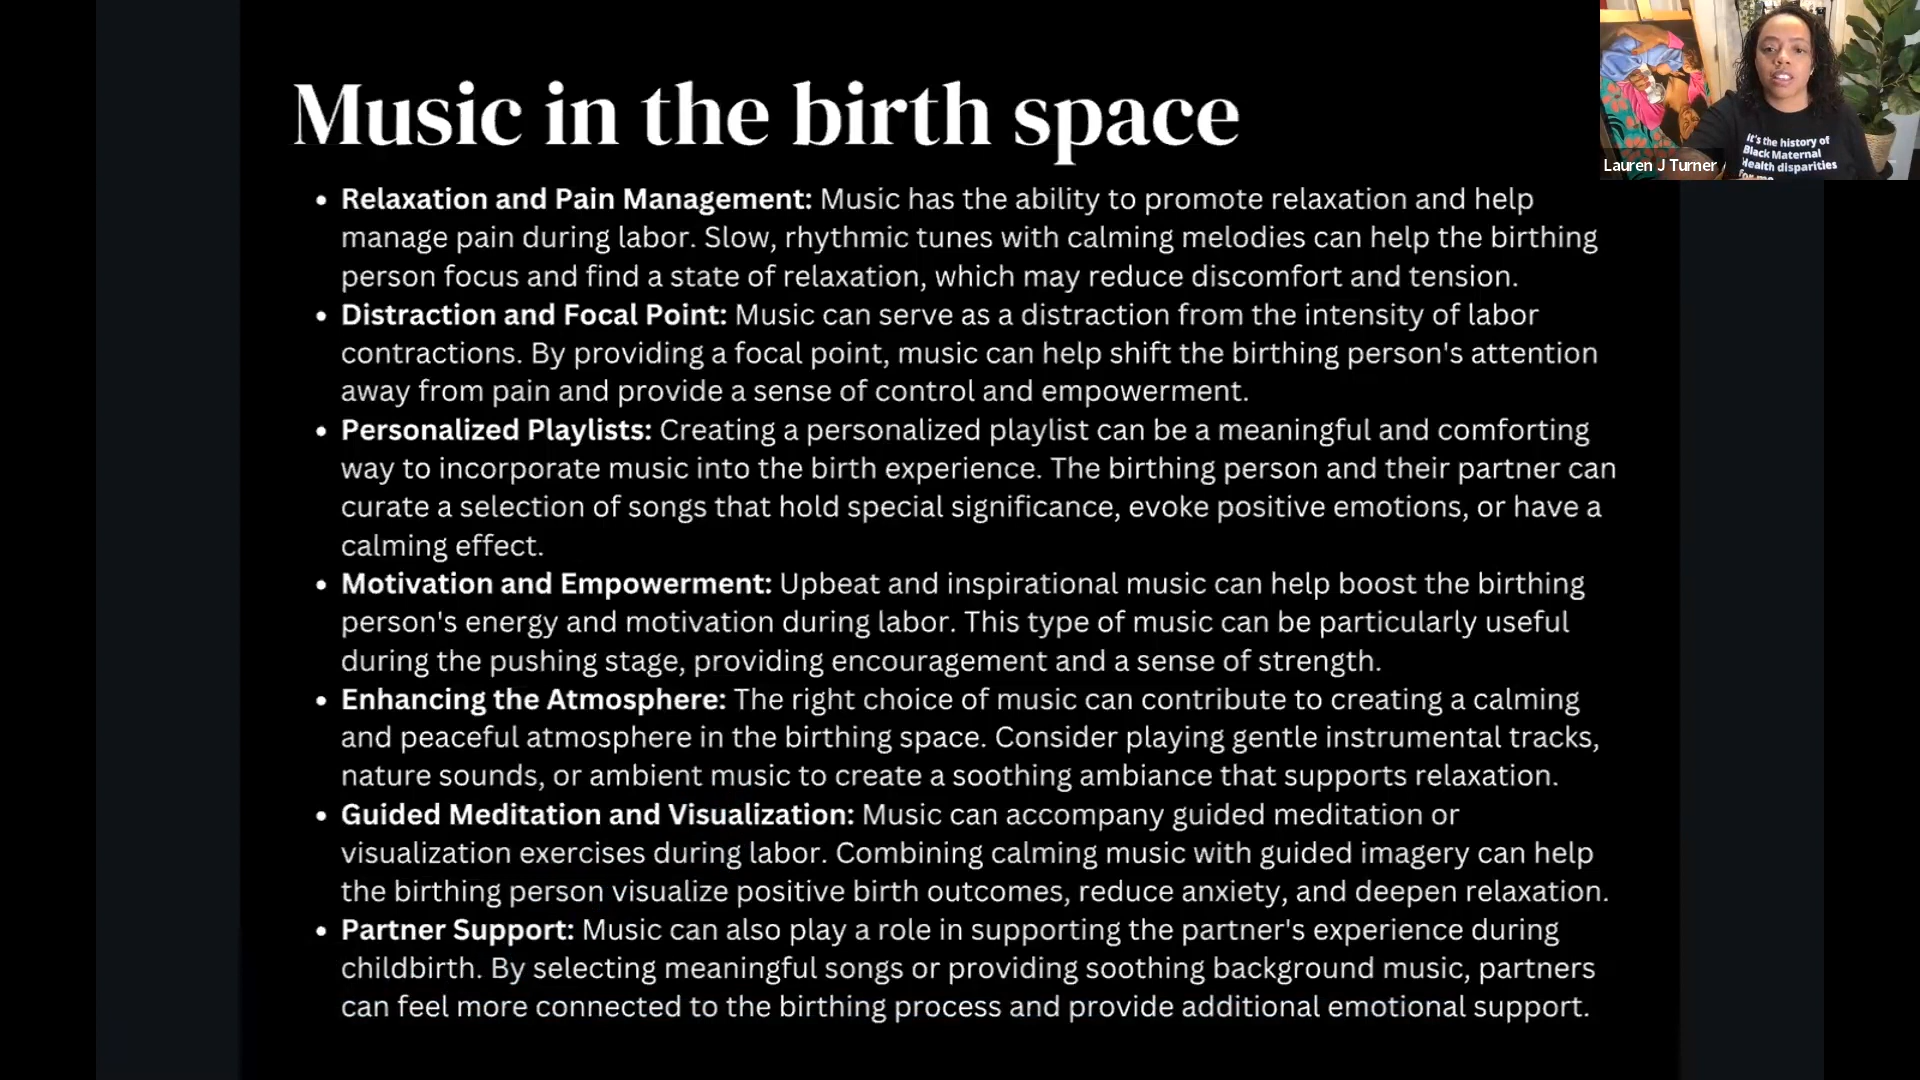 Music in the birth space
• Relaxation and Pain Management: Music has the ability to promote relaxation and help
manage pain during labor. Slow, rhythmic tunes with calming melodies can help the birthing
person focus and find a state of relaxation, which may reduce discomfort and tension.
• Distraction and Focal Point: Music can serve as a distraction from the intensity of labor
contractions. By providing a focal point, music can help shift the birthing person's attention
away from pain and provide a sense of control and empowerment.
• Personalized Playlists: Creating a personalized playlist can be a meaningful and comforting
way to incorporate music into the birth experience. The birthing person and their partner can
curate a selection of songs that hold special significance, evoke positive emotions, or have a
calming effect.
• Motivation and Empowerment: Upbeat and inspirational music can help boost the birthing
person's energy and motivation during labor. This type of music can be particularly useful
during the pushing stage, providing encouragement and a sense of strength.
• Enhancing the Atmosphere: The right choice of music can contribute to creating a calming
and peaceful atmosphere in the birthing space. Consider playing gentle instrumental tracks,
nature sounds, or ambient music to create a soothing ambiance that supports relaxation.
• Guided Meditation and Visualization: Music can accompany guided meditation or
visualization exercises during labor. Combining calming music with guided imagery can help
the birthing person visualize positive birth outcomes, reduce anxiety, and deepen relaxation.
• Partner Support: Music can also play a role in supporting the partner's experience during
childbirth. By selecting meaningful songs or providing soothing background music, partners
can feel more connected to the birthing process and provide additional emotional support.
It's the history of
Black Maternal
Health disparities
for me
Lauren J Turner